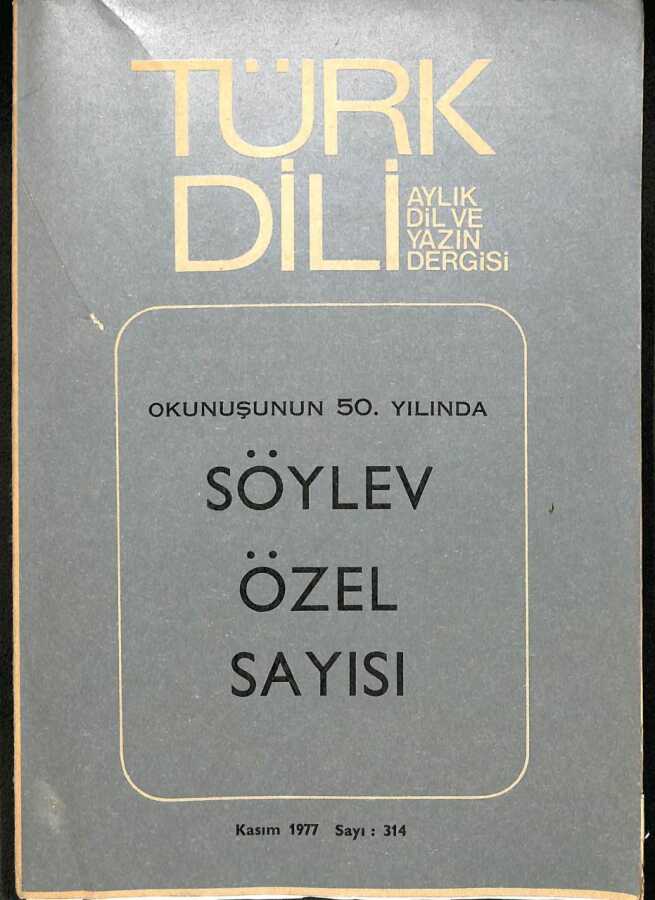 TÜRK
DİLİ
AYLIK
DİL VE
YAZIN
DERGİSİ
OKUNUŞUNUN 50. YILINDA
SÖYLEV
ÖZEL
SAYISI
Kasım 1977 Sayı : 314